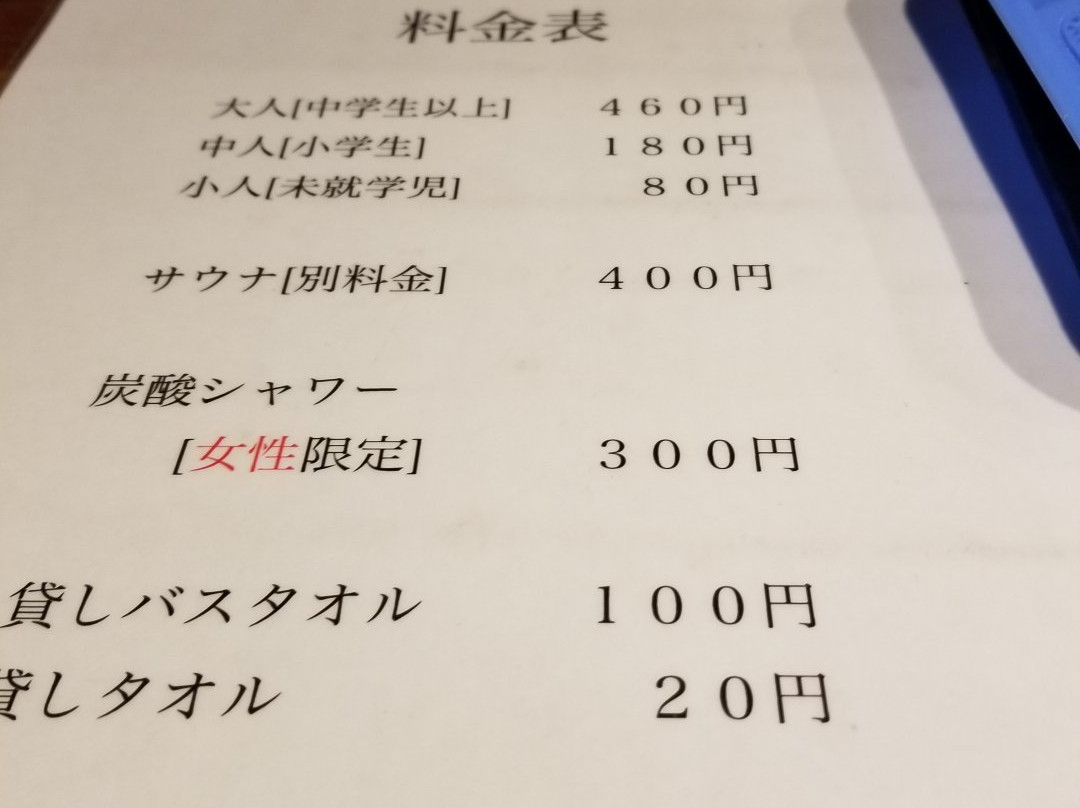 料金表
大人[中学生以上] 460円
中人[小学生] 180円
小人[未就学児] 80円
サウナ[別料金] 400円
炭酸シャワー
[女性限定] 300円
貸しバスタオル 100円
貸しタオル 20円